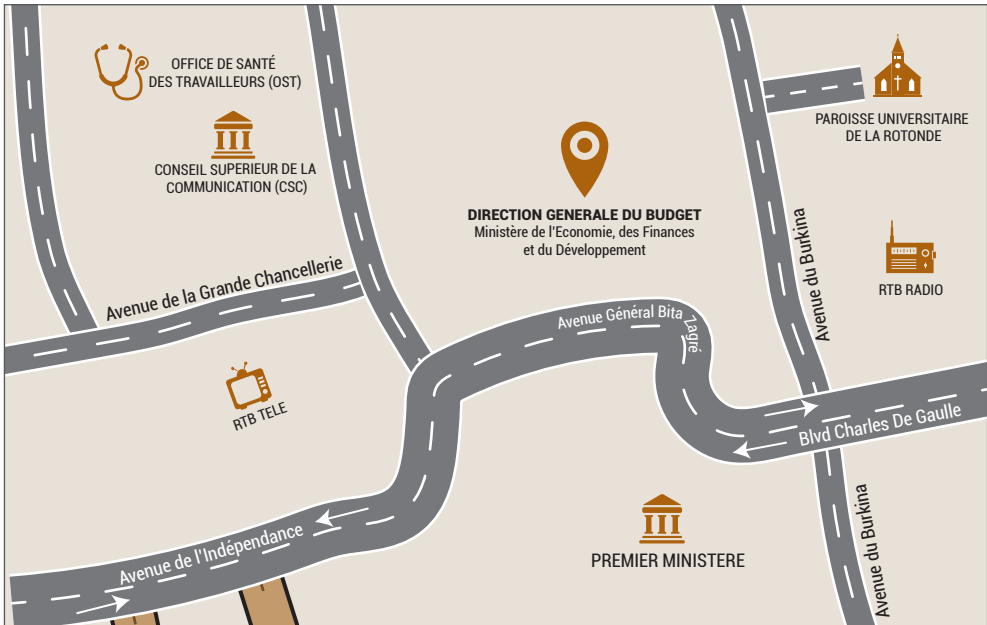 OFFICE DE SANTÉ
DES TRAVAILLEURS (OST)
CONSEIL SUPERIEUR DE LA
COMMUNICATION (CSC)
PAROISSE UNIVERSITAIRE
DE LA ROTONDE
DIRECTION GENERALE DU BUDGET
Ministère de l'Economie, des Finances
et du Développement
RTB RADIO
Avenue du Burkina
Avenue de la Grande Chancellerie
Avenue Général Bita Zagré
RTB TELE
Blvd Charles De Gaulle
Avenue de l'Indépendance
PREMIER MINISTERE
Avenue du Burkina